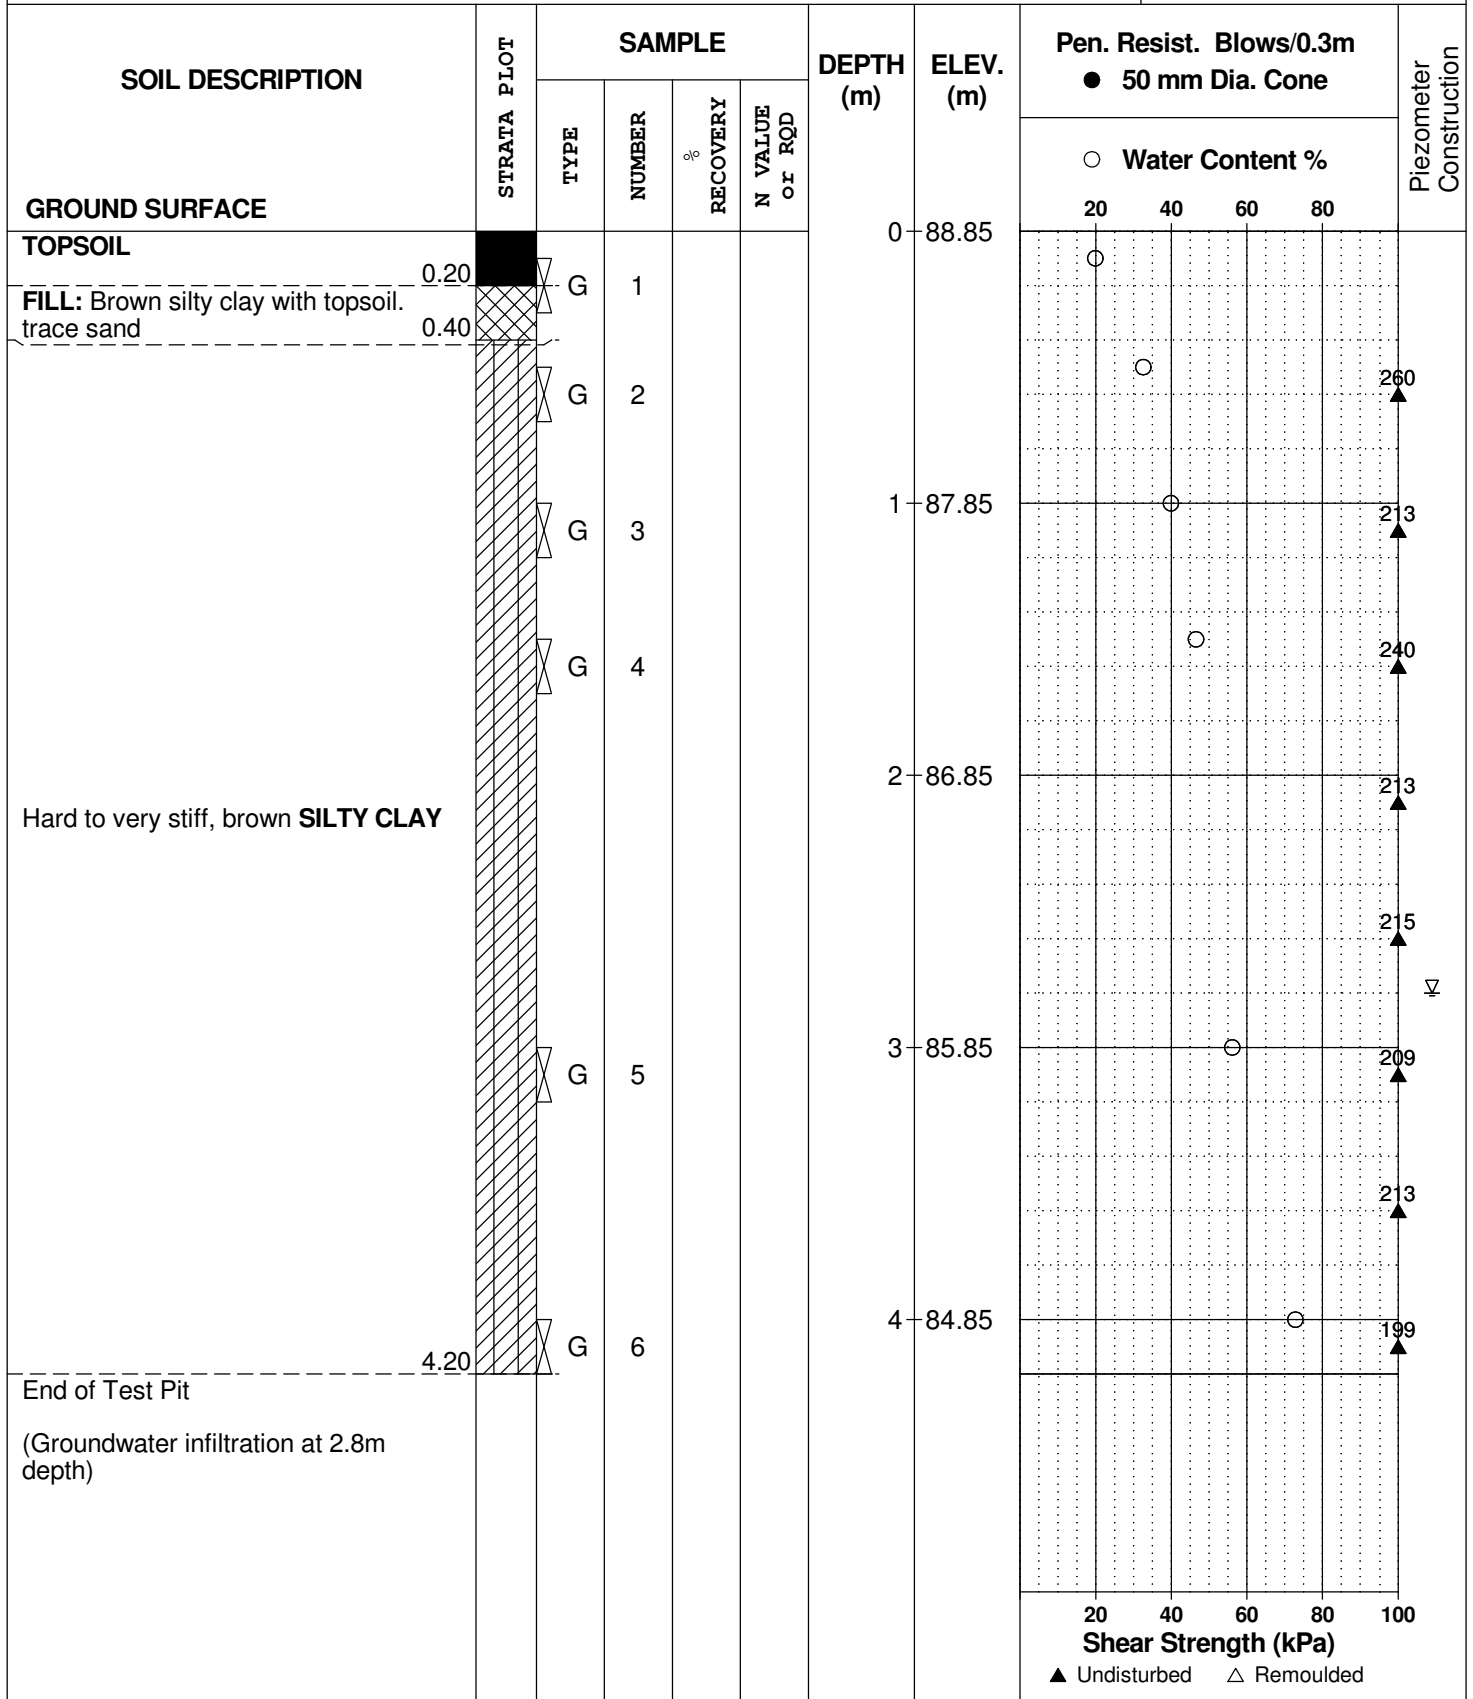 SOIL DESCRIPTION
GROUND SURFACE
STRATA PLOT
SAMPLE
TYPE
NUMBER
% RECOVERY
N VALUE
or RQD
DEPTH
(m)
ELEV.
(m)
Pen. Resist. Blows/0.3m
● 50 mm Dia. Cone
○ Water Content %
20 40 60 80
Piezometer
Construction
0 88.85
TOPSOIL
0.20
G 1
FILL: Brown silty clay with topsoil.
trace sand 0.40
260
G 2
1 87.85
213
G 3
240
G 4
2 86.85
213
Hard to very stiff, brown SILTY CLAY
215
3 85.85
209
G 5
213
4 84.85
199
G 6
4.20
End of Test Pit
(Groundwater infiltration at 2.8m
depth)
20 40 60 80 100
Shear Strength (kPa)
▲ Undisturbed △ Remoulded